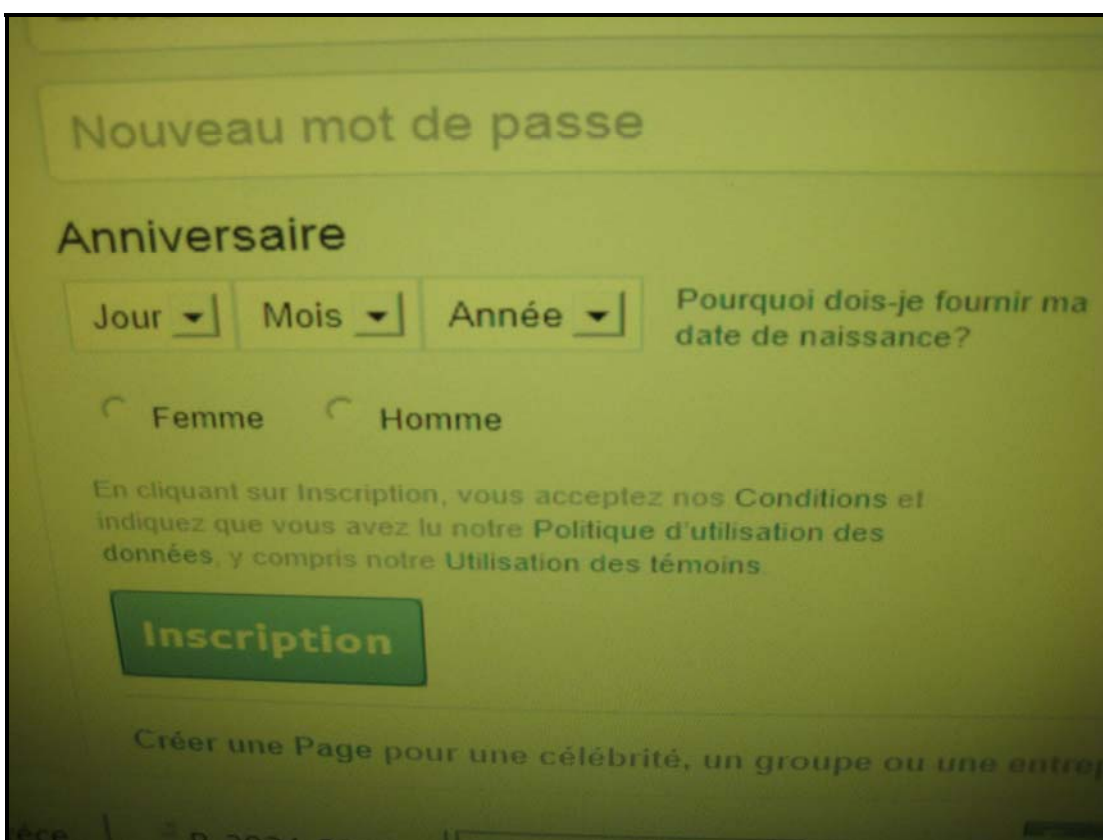 Nouveau mot de passe
Anniversaire
Jour Mois Année
Pourquoi dois-je fournir ma
date de naissance?
Femme Homme
En cliquant sur Inscription, vous acceptez nos Conditions et
indiquez que vous avez lu notre Politique d'utilisation des
données, y compris notre Utilisation des témoins.
Inscription
Créer une Page pour une célébrité, un groupe ou une